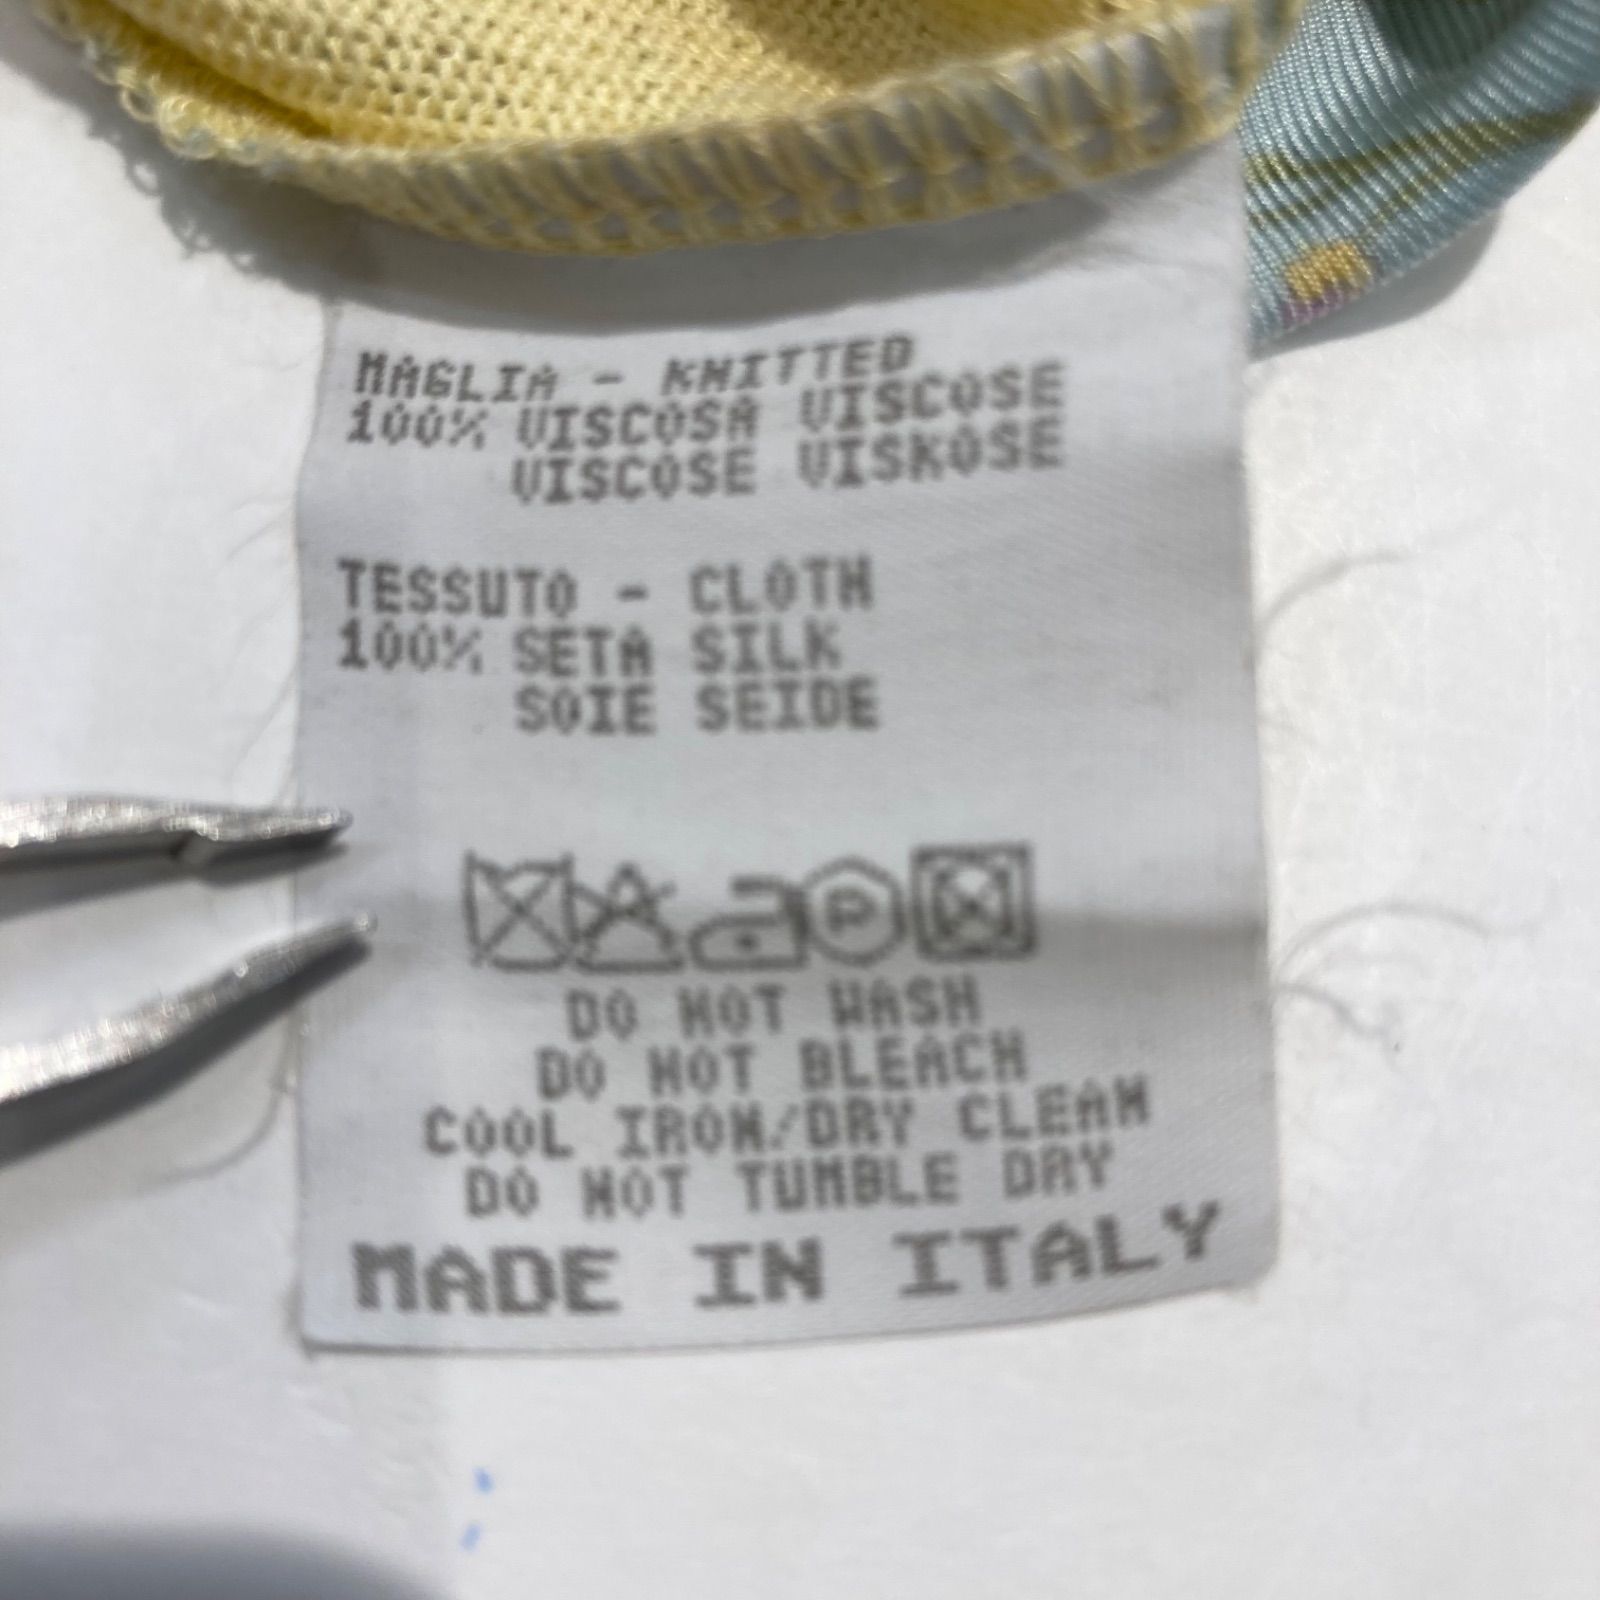 MAGLIA - KNITTED
100% VISCOSA VISCOSE
VISCOSE VISKOSE
TESSUTO - CLOTH
100% SETA SILK
SOIE SEIDE
P
DO NOT WASH
DO NOT BLEACH
COOL IRON/DRY CLEAN
DO NOT TUMBLE DRY
MADE IN ITALY